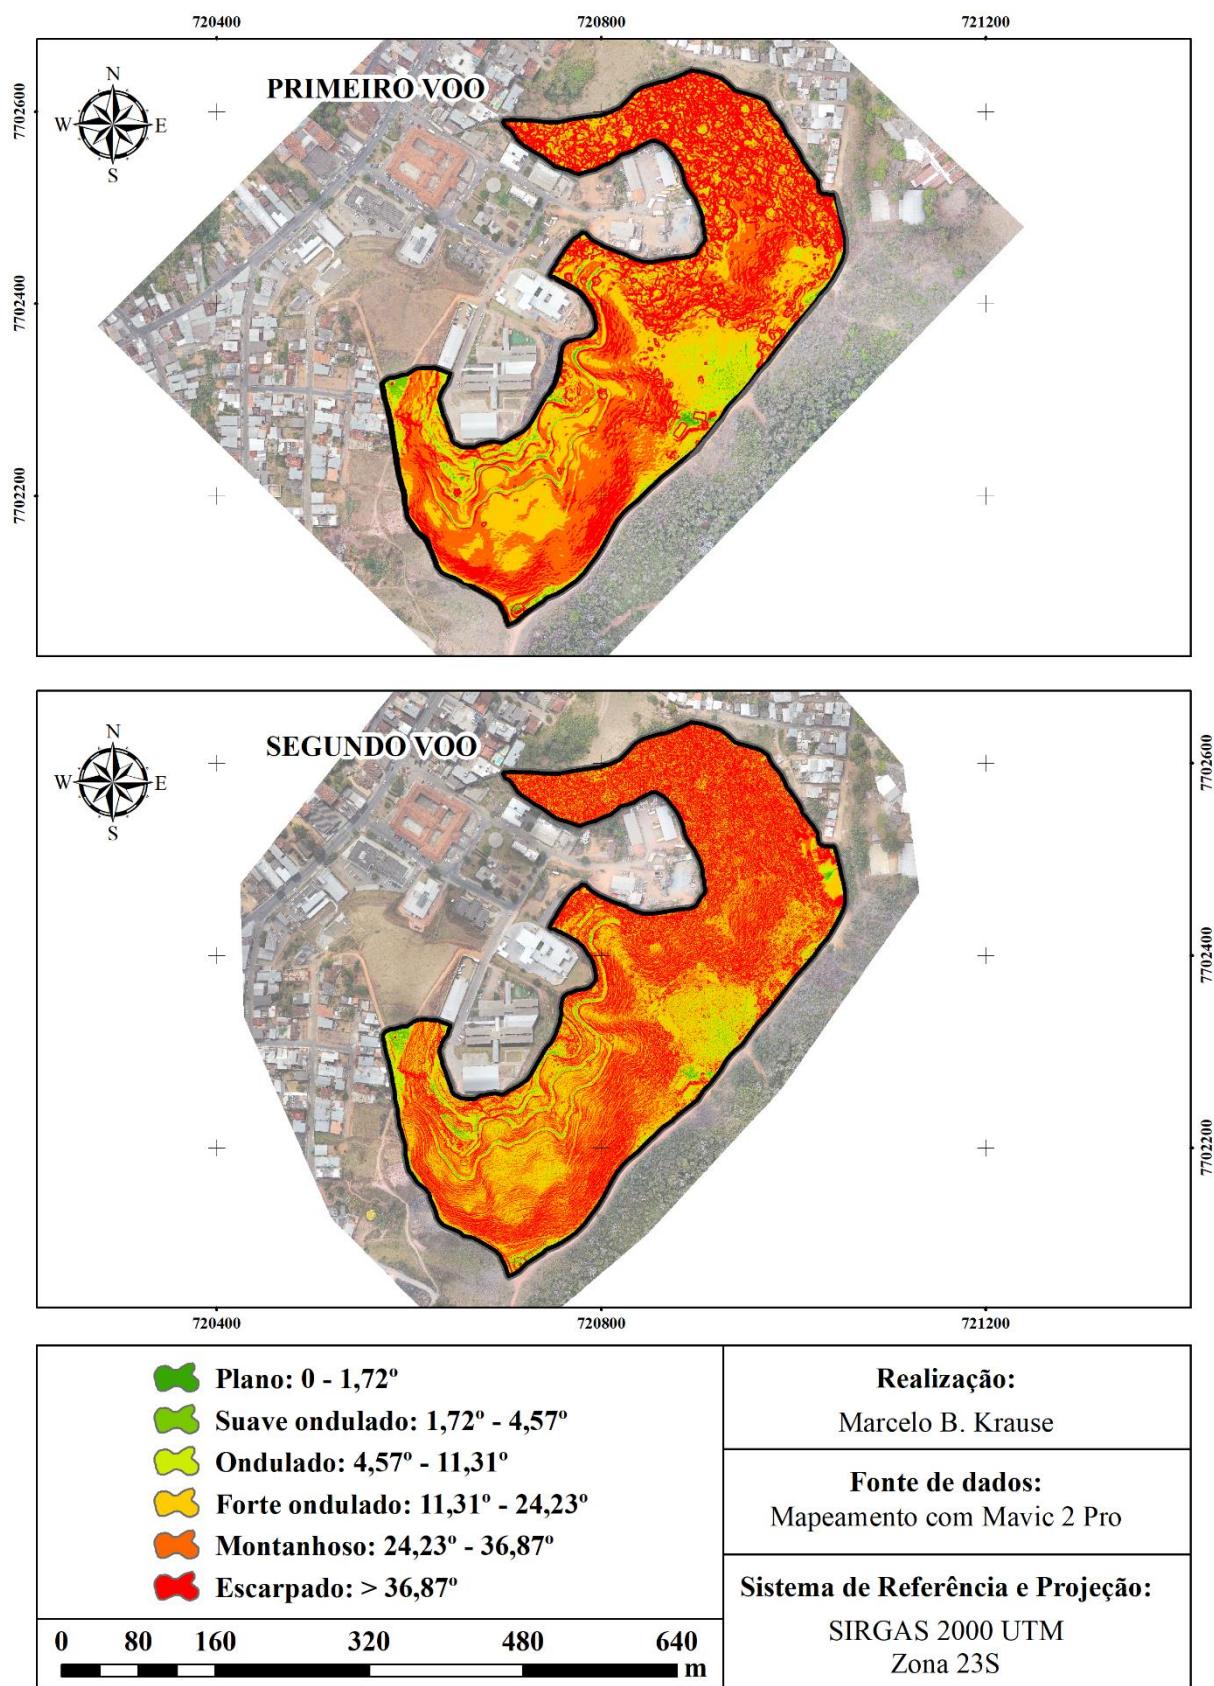 720400 720800 721200
PRIMEIRO VOO
N
W E
S
7702600
7702400
7702200
SEGUNDO VOO
N
W E
S
7702600
7702400
7702200
720400 720800 721200
Plano: 0 - 1,72º
Suave ondulado: 1,72º - 4,57º
Ondulado: 4,57º - 11,31º
Forte ondulado: 11,31º - 24,23º
Montanhoso: 24,23º - 36,87º
Escarpado: > 36,87º
0 80 160 320 480 640
m
Realização:
Marcelo B. Krause
Fonte de dados:
Mapeamento com Mavic 2 Pro
Sistema de Referência e Projeção:
SIRGAS 2000 UTM
Zona 23S